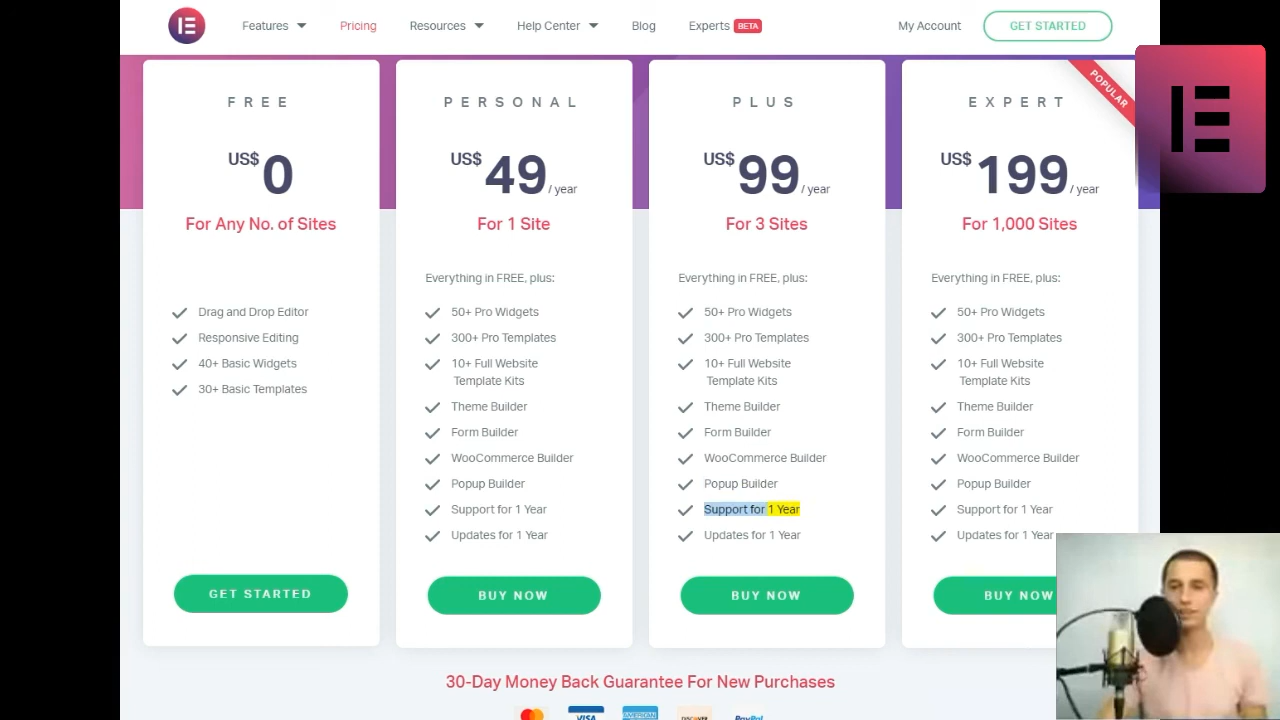 Features
Pricing
Resources
Help Center
Blog
Experts BETA
My Account
GET STARTED
FREE
US$ 0
For Any No. of Sites
Drag and Drop Editor
Responsive Editing
40+ Basic Widgets
30+ Basic Templates
GET STARTED
PERSONAL
US$ 49 / year
For 1 Site
Everything in FREE, plus:
50+ Pro Widgets
300+ Pro Templates
10+ Full Website
Template Kits
Theme Builder
Form Builder
WooCommerce Builder
Popup Builder
Support for 1 Year
Updates for 1 Year
BUY NOW
PLUS
US$ 99 / year
For 3 Sites
Everything in FREE, plus:
50+ Pro Widgets
300+ Pro Templates
10+ Full Website
Template Kits
Theme Builder
Form Builder
WooCommerce Builder
Popup Builder
Support for 1 Year
Updates for 1 Year
BUY NOW
POPULAR
EXPERT
US$ 199 / year
For 1,000 Sites
Everything in FREE, plus:
50+ Pro Widgets
300+ Pro Templates
10+ Full Website
Template Kits
Theme Builder
Form Builder
WooCommerce Builder
Popup Builder
Support for 1 Year
Updates for 1 Year
BUY NOW
30-Day Money Back Guarantee For New Purchases
VISA
AMERICAN
DISCOVER
PayPal